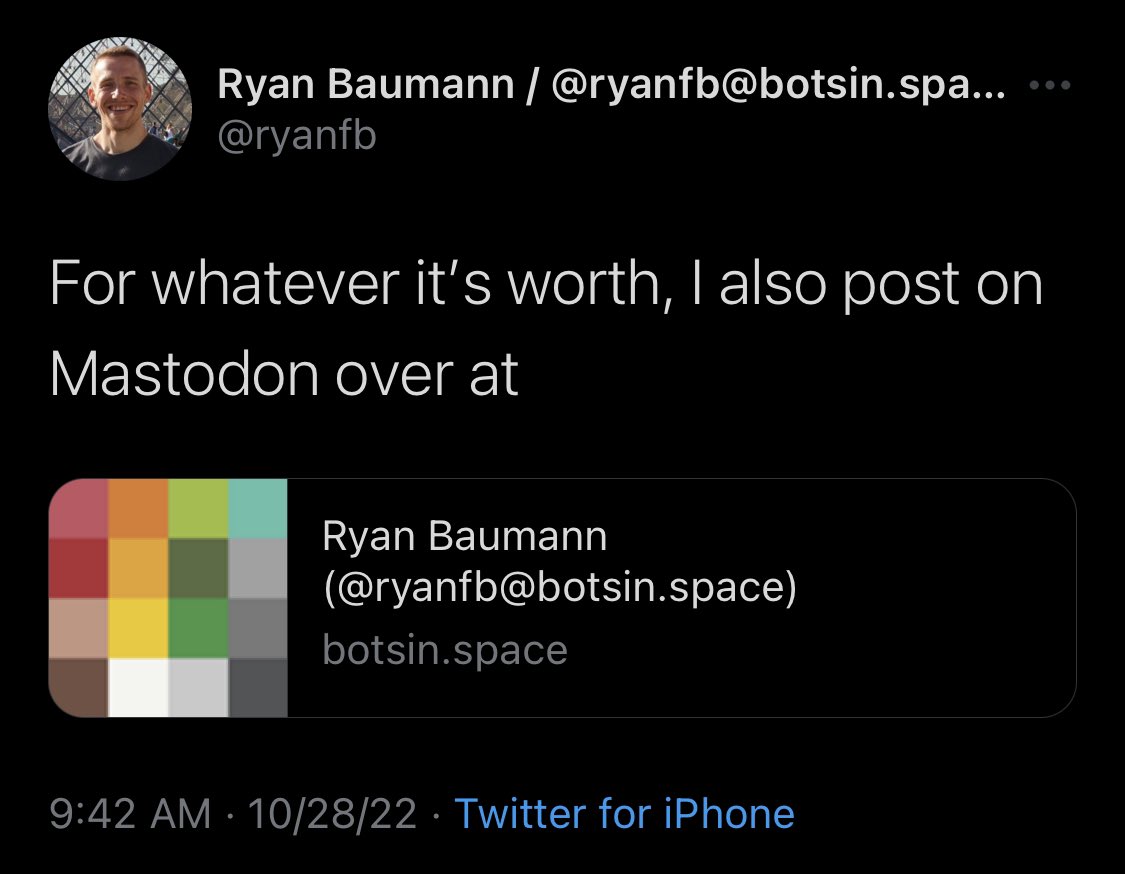 Ryan Baumann / @ryanfb@botsin.spa...
@ryanfb
For whatever it’s worth, I also post on
Mastodon over at
Ryan Baumann
(@ryanfb@botsin.space)
botsin.space
9:42 AM · 10/28/22 · Twitter for iPhone